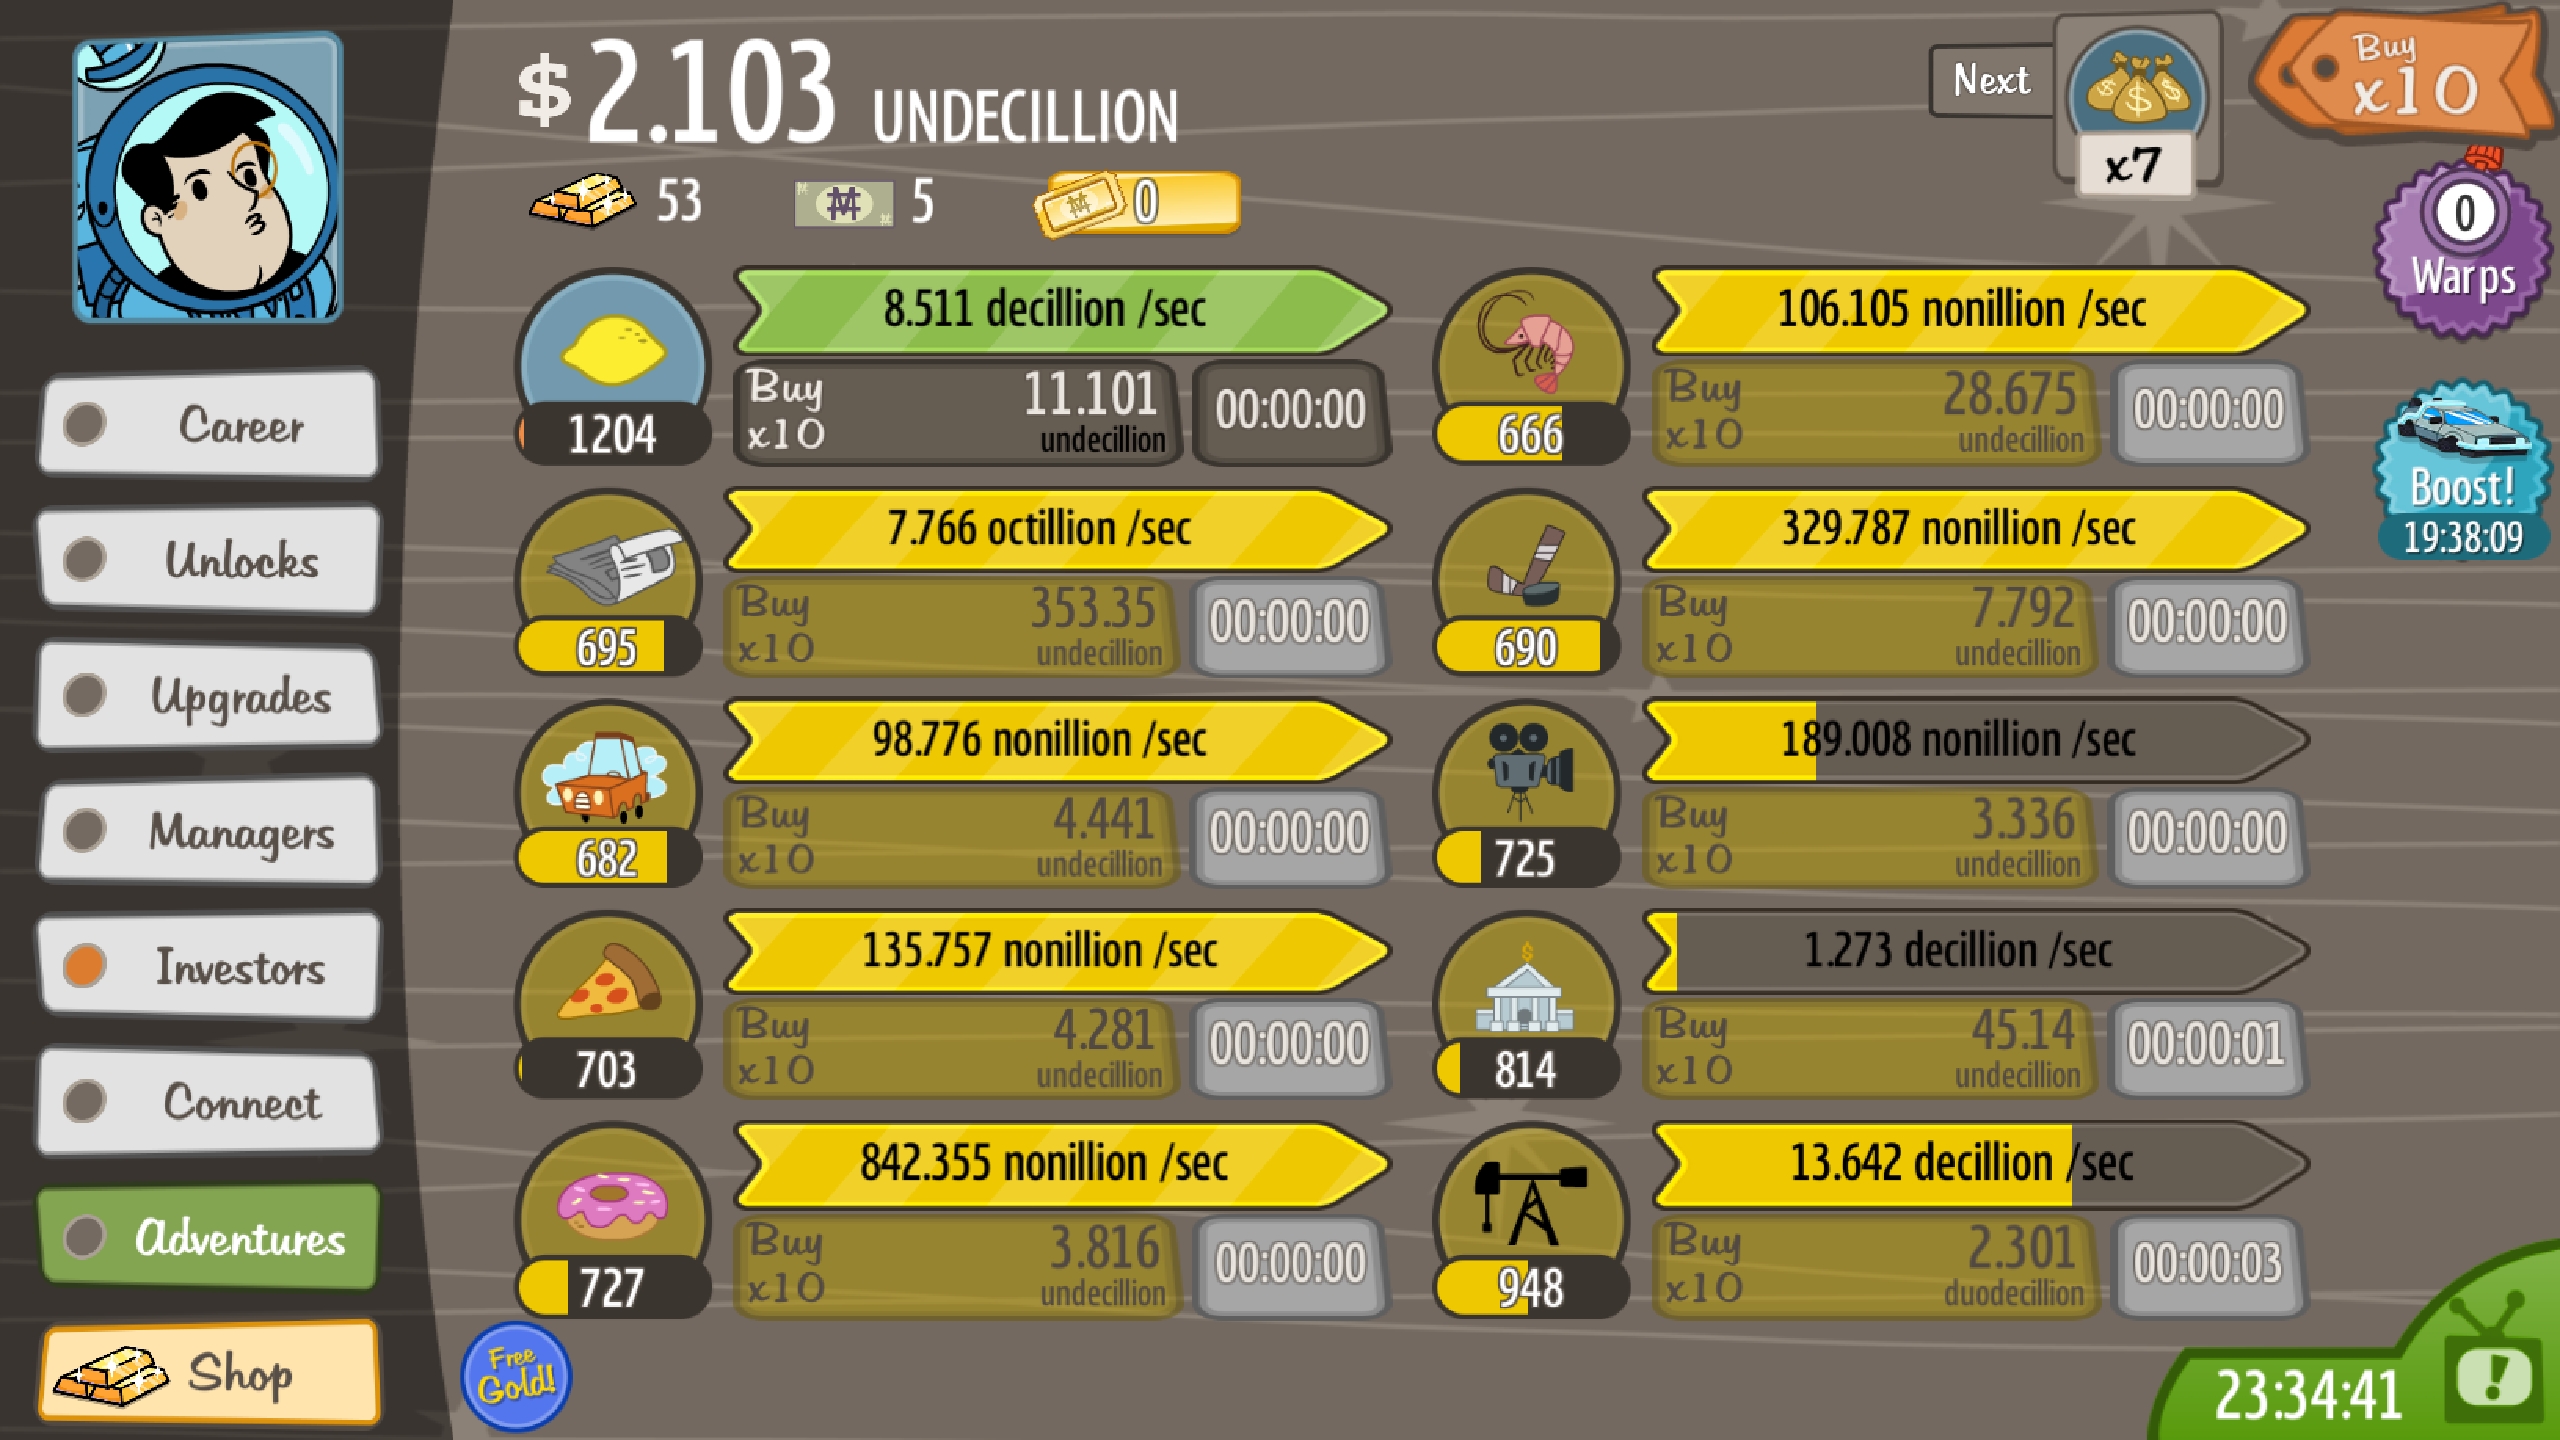 $2.103 UNDECILLION
Next
x7
Buy
x10
53
5
0
0
Warps
Boost!
19:38:09
Career
Unlocks
Upgrades
Managers
Investors
Connect
Adventures
Shop
8.511 decillion /sec
1204
Buy
x10
11.101
undecillion
00:00:00
106.105 nonillion /sec
666
Buy
x10
28.675
undecillion
00:00:00
7.766 octillion /sec
695
Buy
x10
353.35
undecillion
00:00:00
329.787 nonillion /sec
690
Buy
x10
7.792
undecillion
00:00:00
98.776 nonillion /sec
682
Buy
x10
4.441
undecillion
00:00:00
189.008 nonillion /sec
725
Buy
x10
3.336
undecillion
00:00:00
135.757 nonillion /sec
703
Buy
x10
4.281
undecillion
00:00:00
1.273 decillion /sec
814
Buy
x10
45.14
undecillion
00:00:01
842.355 nonillion /sec
727
Buy
x10
3.816
undecillion
00:00:00
13.642 decillion /sec
948
Buy
x10
2.301
duodecillion
00:00:03
Free
Gold!
23:34:41
!